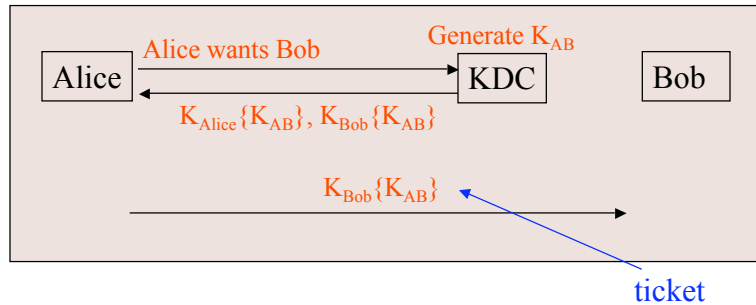 Alice wants Bob
Generate K_AB
Alice
KDC
Bob
K_Alice{K_AB}, K_Bob{K_AB}
K_Bob{K_AB}
ticket